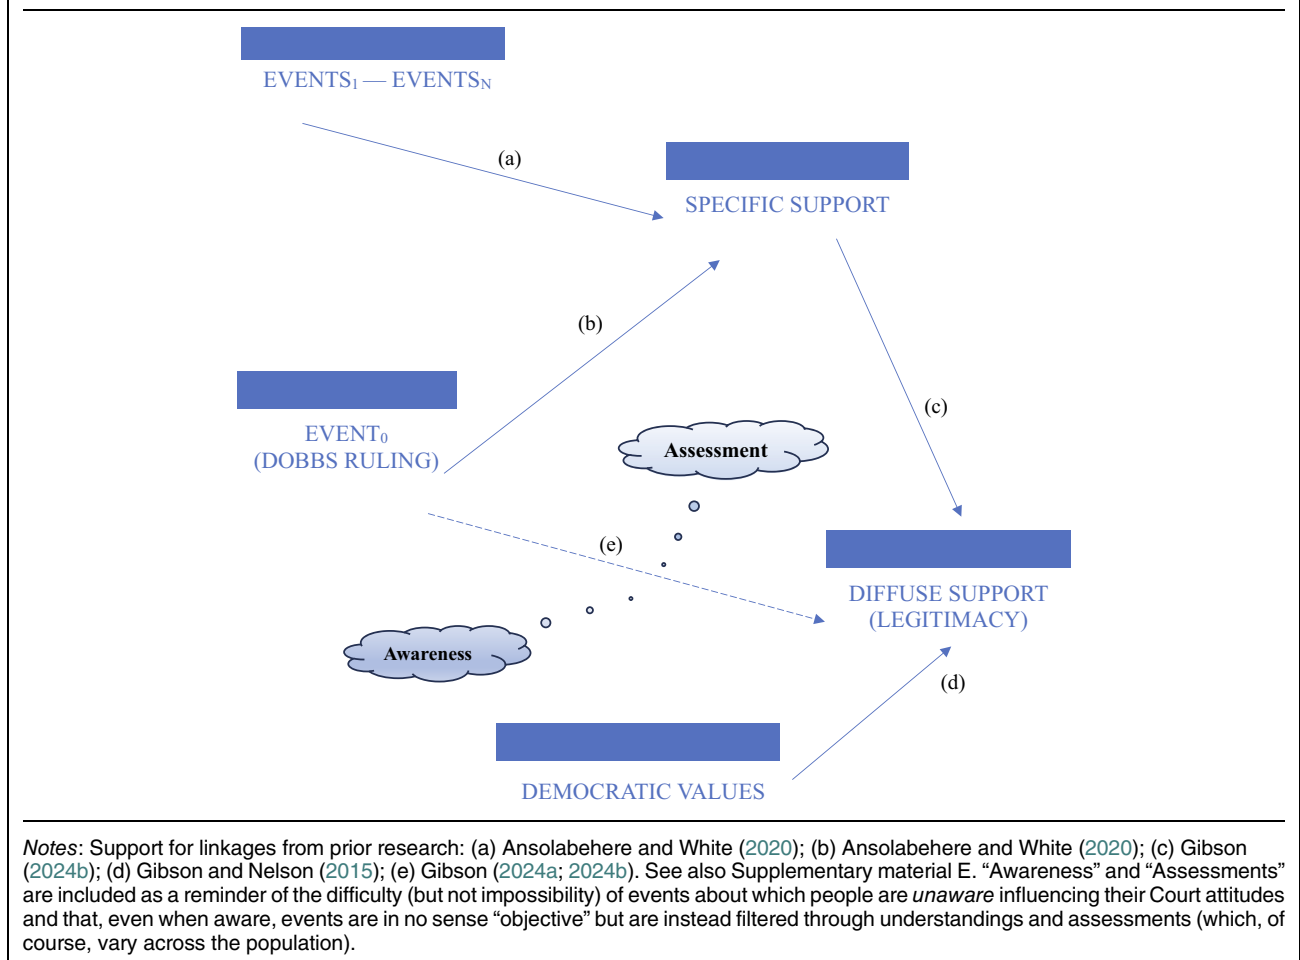 EVENTS₁ — EVENTSN
(a)
SPECIFIC SUPPORT
(b)
(c)
EVENT₀
(DOBBS RULING)
Assessment
(e)
DIFFUSE SUPPORT
(LEGITIMACY)
Awareness
(d)
DEMOCRATIC VALUES
Notes: Support for linkages from prior research: (a) Ansolabehere and White (2020); (b) Ansolabehere and White (2020); (c) Gibson
(2024b); (d) Gibson and Nelson (2015); (e) Gibson (2024a; 2024b). See also Supplementary material E. “Awareness” and “Assessments”
are included as a reminder of the difficulty (but not impossibility) of events about which people are unaware influencing their Court attitudes
and that, even when aware, events are in no sense “objective” but are instead filtered through understandings and assessments (which, of
course, vary across the population).